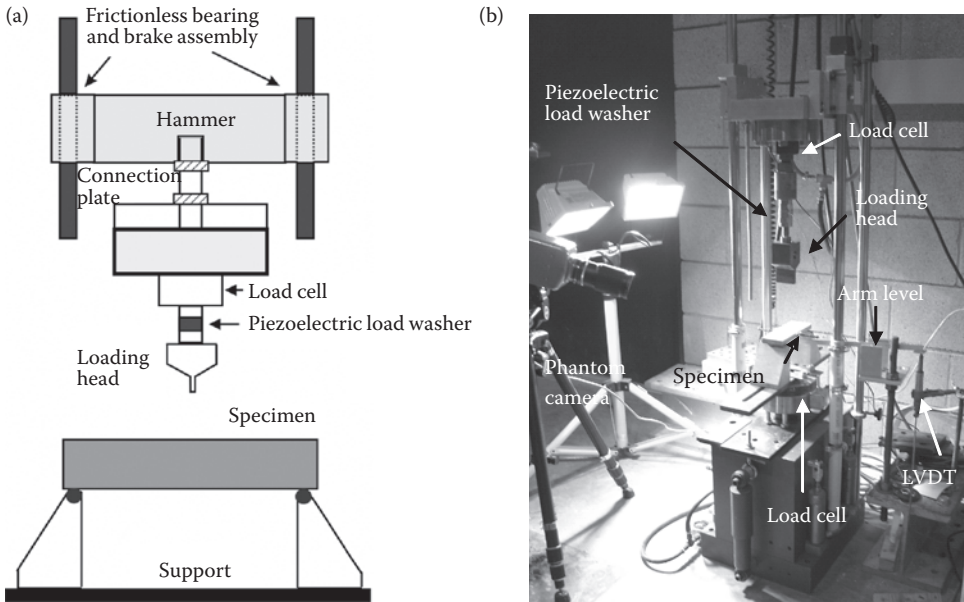 (a)
Frictionless bearing
and brake assembly
Hammer
Connection
plate
Load cell
Piezoelectric load washer
Loading
head
Specimen
Support
(b)
Piezoelectric
load washer
Load cell
Loading
head
Arm level
Specimen
Phantom
camera
LVDT
Load cell